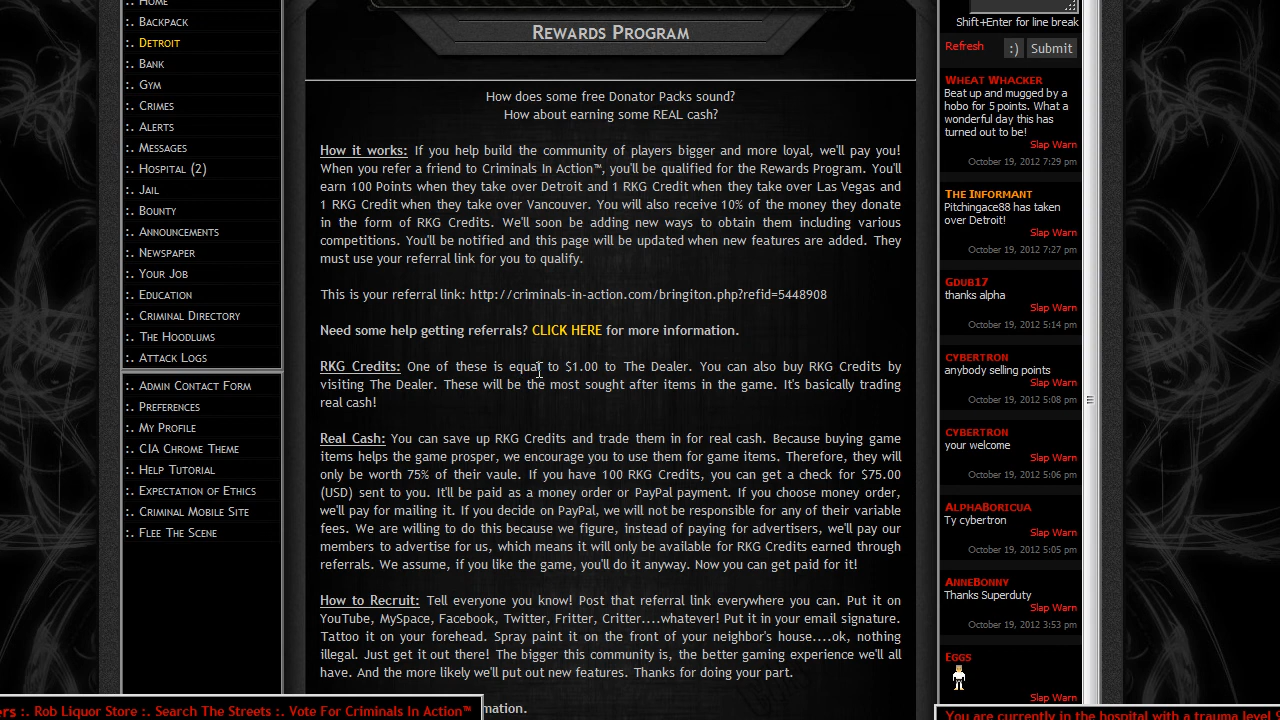 :. Home
:. Backpack
:. Detroit
:. Bank
:. Gym
:. Crimes
:. Alerts
:. Messages
:. Hospital (2)
:. Jail
:. Bounty
:. Announcements
:. Newspaper
:. Your Job
:. Education
:. Criminal Directory
:. The Hoodlums
:. Attack Logs
:. Admin Contact Form
:. Preferences
:. My Profile
:. CIA Chrome Theme
:. Help Tutorial
:. Expectation of Ethics
:. Criminal Mobile Site
:. Flee The Scene
Rewards Program
How does some free Donator Packs sound?
How about earning some REAL cash?
How it works: If you help build the community of players bigger and more loyal, we'll pay you!
When you refer a friend to Criminals In Action™, you'll be qualified for the Rewards Program. You'll
earn 100 Points when they take over Detroit and 1 RKG Credit when they take over Las Vegas and
1 RKG Credit when they take over Vancouver. You will also receive 10% of the money they donate
in the form of RKG Credits. We'll soon be adding new ways to obtain them including various
competitions. You'll be notified and this page will be updated when new features are added. They
must use your referral link for you to qualify.
This is your referral link: http://criminals-in-action.com/bringiton.php?refid=5448908
Need some help getting referrals? CLICK HERE for more information.
RKG Credits: One of these is equal to $1.00 to The Dealer. You can also buy RKG Credits by
visiting The Dealer. These will be the most sought after items in the game. It's basically trading
real cash!
Real Cash: You can save up RKG Credits and trade them in for real cash. Because buying game
items helps the game prosper, we encourage you to use them for game items. Therefore, they will
only be worth 75% of their vaule. If you have 100 RKG Credits, you can get a check for $75.00
(USD) sent to you. It'll be paid as a money order or PayPal payment. If you choose money order,
we'll pay for mailing it. If you decide on PayPal, we will not be responsible for any of their variable
fees. We are willing to do this because we figure, instead of paying for advertisers, we'll pay our
members to advertise for us, which means it will only be available for RKG Credits earned through
referrals. We assume, if you like the game, you'll do it anyway. Now you can get paid for it!
How to Recruit: Tell everyone you know! Post that referral link everywhere you can. Put it on
YouTube, MySpace, Facebook, Twitter, Fritter, Critter....whatever! Put it in your email signature.
Tattoo it on your forehead. Spray paint it on the front of your neighbor's house....ok, nothing
illegal. Just get it out there! The bigger this community is, the better gaming experience we'll all
have. And the more likely we'll put out new features. Thanks for doing your part.
mation.
Shift+Enter for line break
Refresh :) Submit
Wheat Whacker
Beat up and mugged by a
hobo for 5 points. What a
wonderful day this has
turned out to be!
Slap Warn
October 19, 2012 7:29 pm
The Informant
Pitchingace88 has taken
over Detroit!
Slap Warn
October 19, 2012 7:27 pm
Gdub17
thanks alpha
Slap Warn
October 19, 2012 5:14 pm
CYBERTRON
anybody selling points
Slap Warn
October 19, 2012 5:08 pm
CYBERTRON
your welcome
Slap Warn
October 19, 2012 5:06 pm
AlphaBoricua
Ty cybertron
Slap Warn
October 19, 2012 5:05 pm
AnneBonny
Thanks Superduty
Slap Warn
October 19, 2012 3:53 pm
Eggs
Slap Warn
ers :. Rob Liquor Store :. Search The Streets :. Vote For Criminals In Action™
You are currently in the hospital with a trauma level